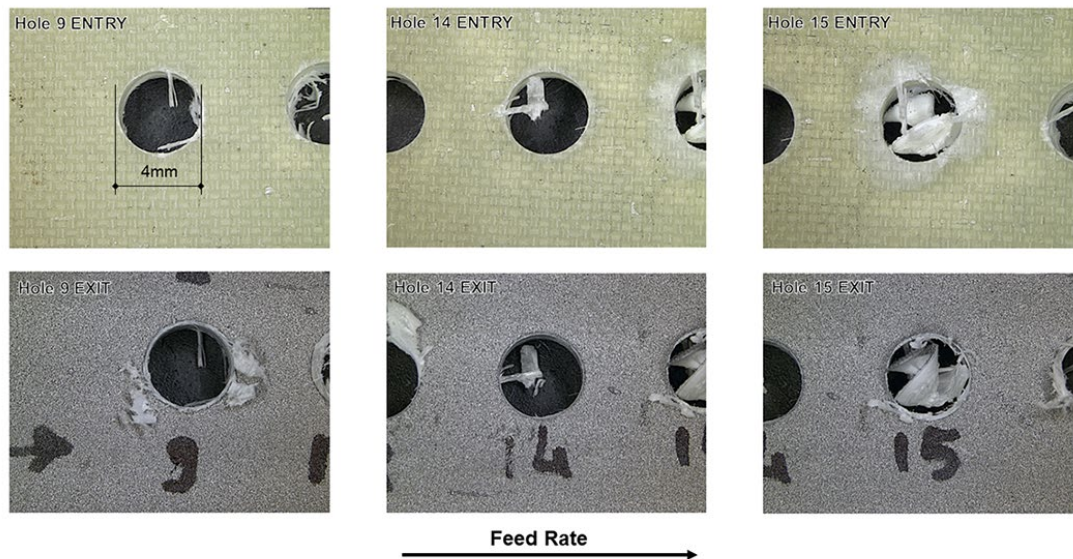 Hole 9 ENTRY
Hole 14 ENTRY
Hole 15 ENTRY
4mm
Hole 9 EXIT
Hole 14 EXIT
Hole 15 EXIT
9
14
15
Feed Rate